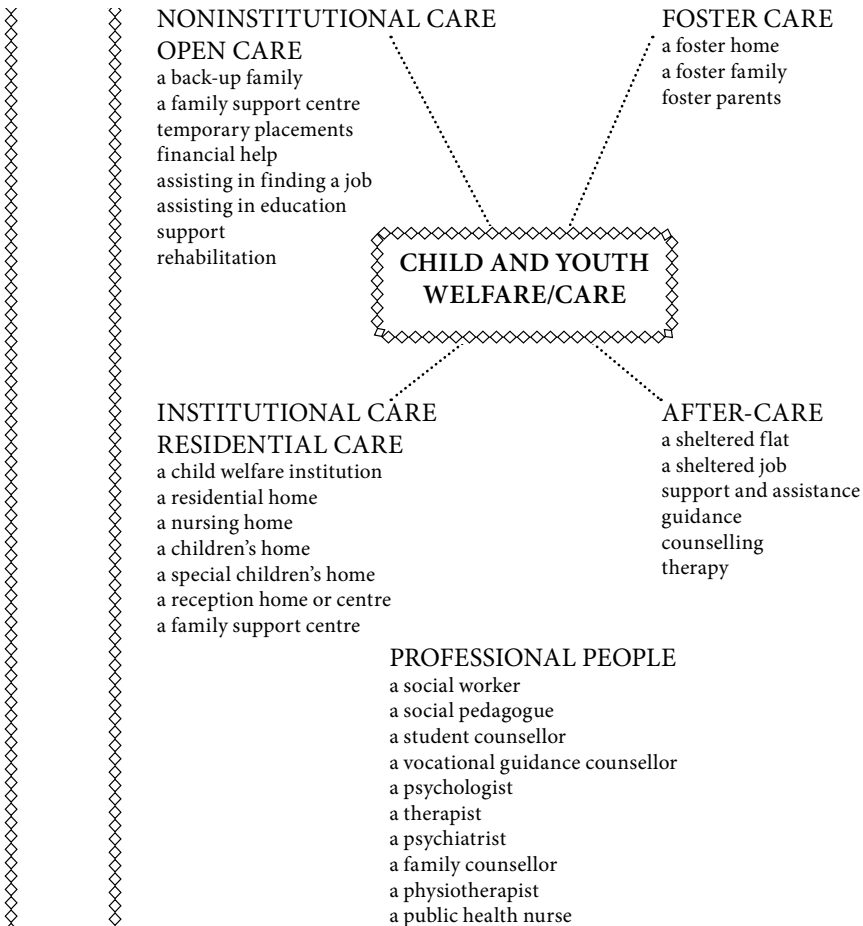 NONINSTITUTIONAL CARE
OPEN CARE
a back-up family
a family support centre
temporary placements
financial help
assisting in finding a job
assisting in education
support
rehabilitation
FOSTER CARE
a foster home
a foster family
foster parents
CHILD AND YOUTH
WELFARE/CARE
INSTITUTIONAL CARE
RESIDENTIAL CARE
a child welfare institution
a residential home
a nursing home
a children's home
a special children's home
a reception home or centre
a family support centre
AFTER-CARE
a sheltered flat
a sheltered job
support and assistance
guidance
counselling
therapy
PROFESSIONAL PEOPLE
a social worker
a social pedagogue
a student counsellor
a vocational guidance counsellor
a psychologist
a therapist
a psychiatrist
a family counsellor
a physiotherapist
a public health nurse